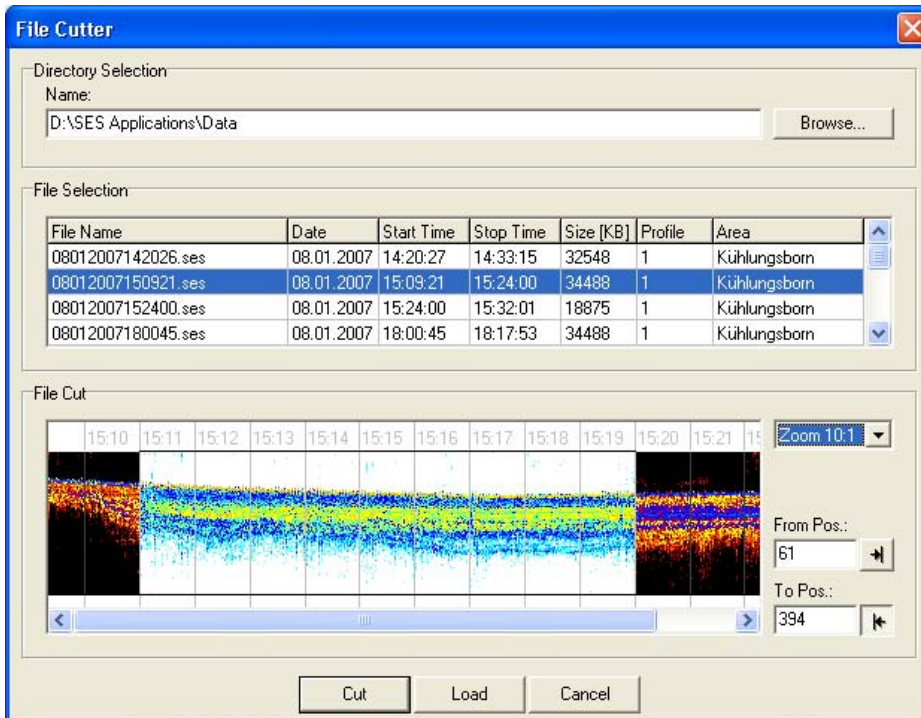 File Cutter
Directory Selection
Name:
D:\SES Applications\Data
Browse...
File Selection
File Name Date Start Time Stop Time Size [KB] Profile Area
08012007142026.ses 08.01.2007 14:20:27 14:33:15 32548 1 Kühlungsborn
08012007150921.ses 08.01.2007 15:09:21 15:24:00 34488 1 Kühlungsborn
08012007152400.ses 08.01.2007 15:24:00 15:32:01 18875 1 Kühlungsborn
08012007180045.ses 08.01.2007 18:00:45 18:17:53 34488 1 Kühlungsborn
File Cut
15:10 15:11 15:12 15:13 15:14 15:15 15:16 15:17 15:18 15:19 15:20 15:21
Zoom 10:1
From Pos.:
61
To Pos.:
394
Cut Load Cancel